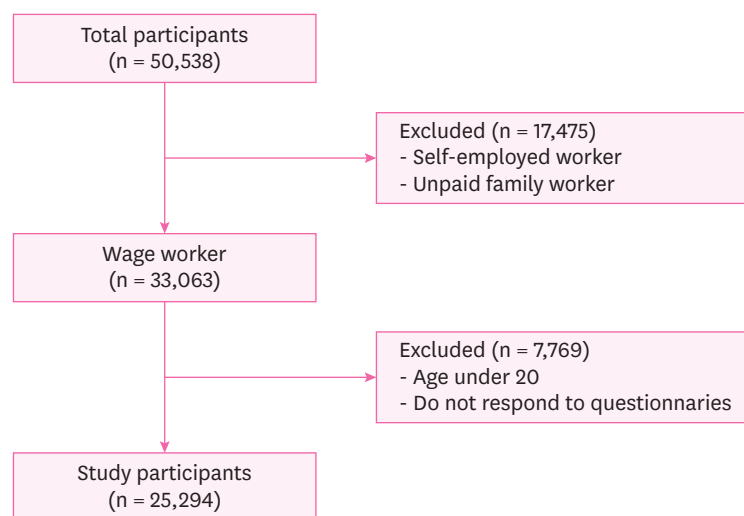 Total participants
(n = 50,538)
Excluded (n = 17,475)
- Self-employed worker
- Unpaid family worker
Wage worker
(n = 33,063)
Excluded (n = 7,769)
- Age under 20
- Do not respond to questionnaries
Study participants
(n = 25,294)